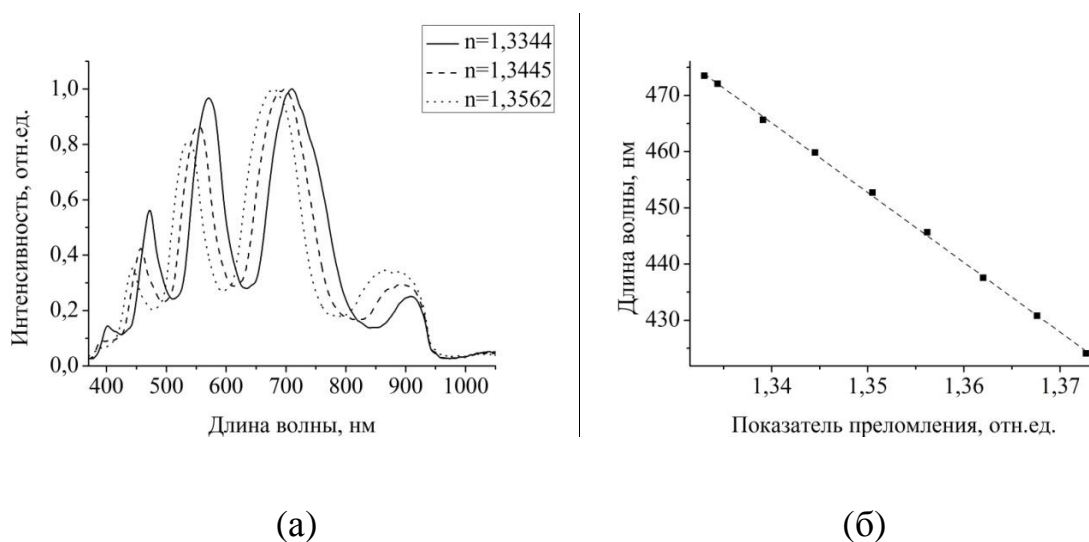 n=1,3344
n=1,3445
n=1,3562
1,0
0,8
0,6
0,4
0,2
0,0
Интенсивность, отн.ед.
400 500 600 700 800 900 1000
Длина волны, нм
470
460
450
440
430
Длина волны, нм
1,34 1,35 1,36 1,37
Показатель преломления, отн.ед.
(а) (б)